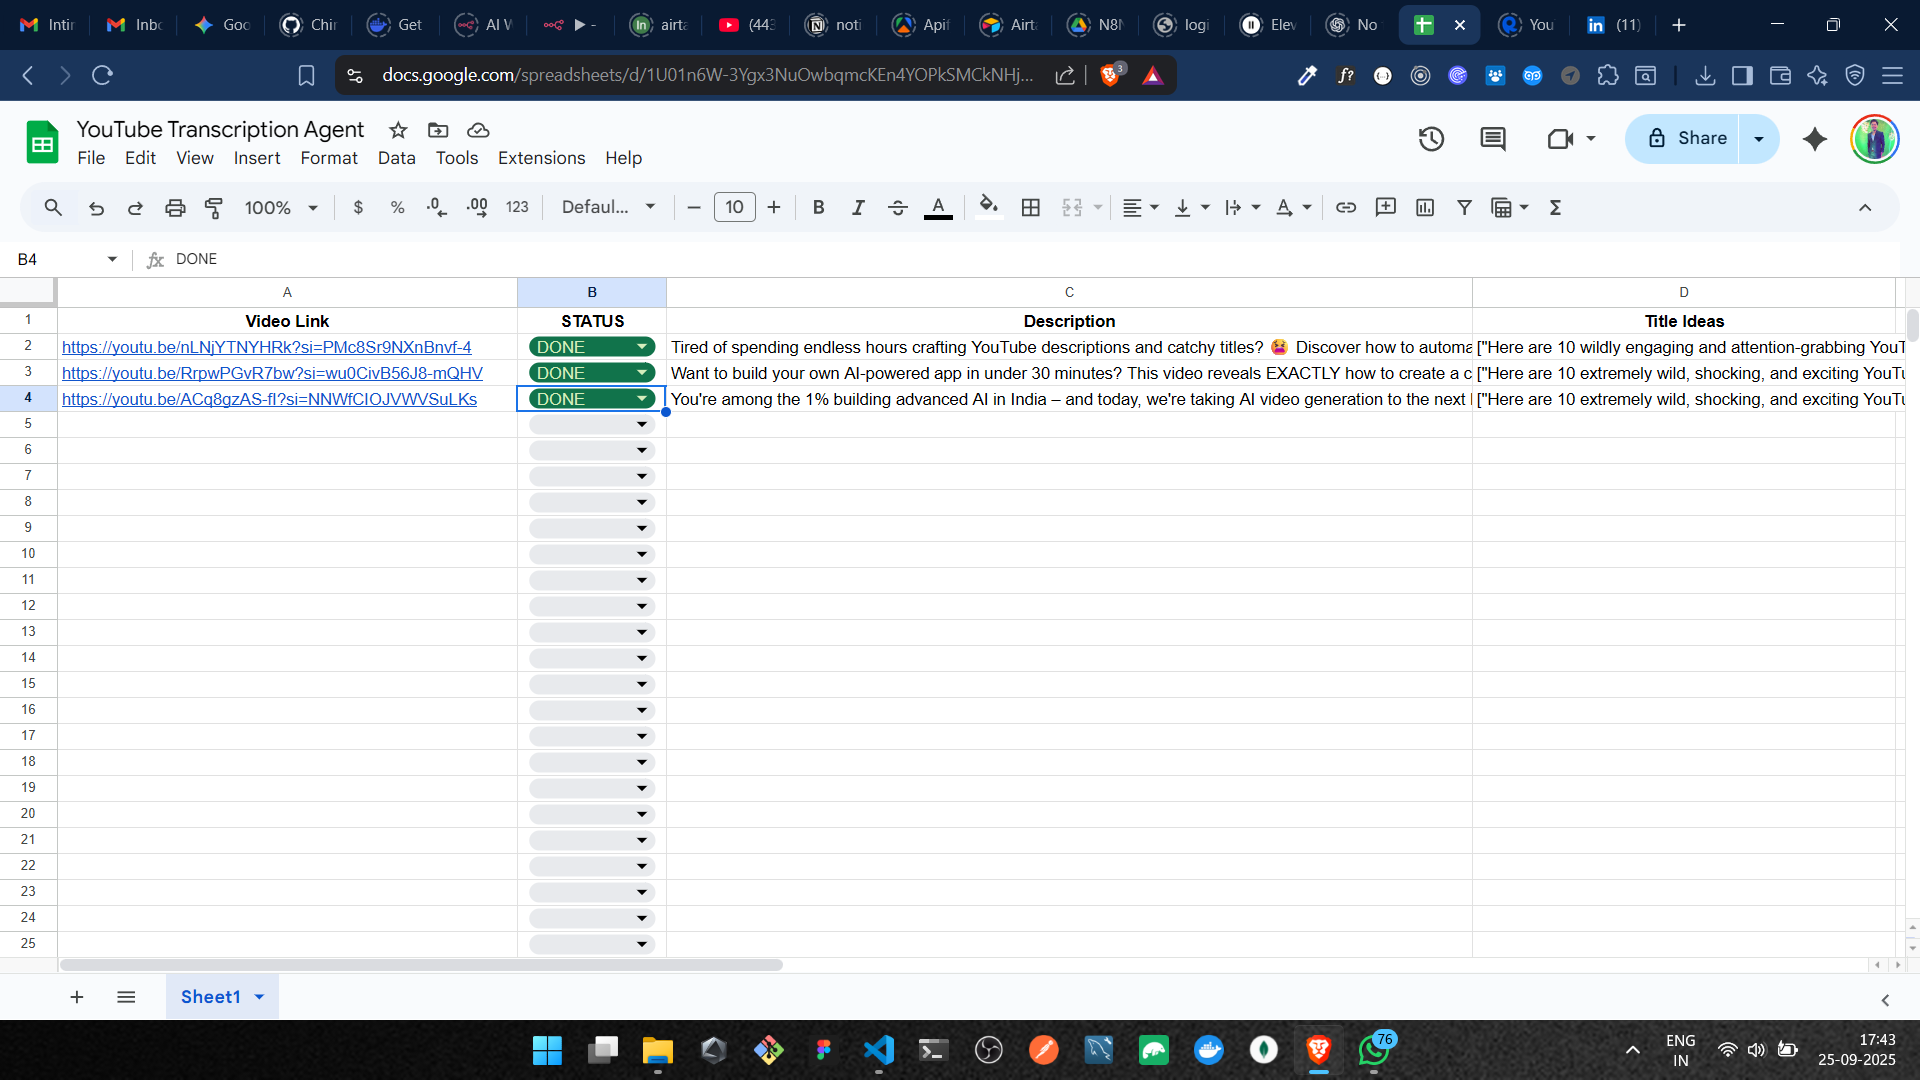 Intir
Inbo
Goo
Chir
Get
AI W
▶ -
airta
(443
noti
Apif
Airta
N8N
logi
Elev
No
You
(11)
docs.google.com/spreadsheets/d/1U01n6W-3Ygx3NuOwbqmcKEn4YOPkSMCkNHj...
3
YouTube Transcription Agent
File Edit View Insert Format Data Tools Extensions Help
Share
100% $ % .0 .00 123 Defaul... 10 B I S A
B4 DONE
A B C D
1 Video Link STATUS Description Title Ideas
2 https://youtu.be/nLNjYTNYHRk?si=PMc8Sr9NXnBnvf-4 DONE Tired of spending endless hours crafting YouTube descriptions and catchy titles? 😫 Discover how to automa ["Here are 10 wildly engaging and attention-grabbing YouT
3 https://youtu.be/RrpwPGvR7bw?si=wu0CivB56J8-mQHV DONE Want to build your own AI-powered app in under 30 minutes? This video reveals EXACTLY how to create a c ["Here are 10 extremely wild, shocking, and exciting YouTu
4 https://youtu.be/ACq8gzAS-fI?si=NNWfCIOJVWVSuLKs DONE You're among the 1% building advanced AI in India – and today, we're taking AI video generation to the next ["Here are 10 extremely wild, shocking, and exciting YouTu
5
6
7
8
9
10
11
12
13
14
15
16
17
18
19
20
21
22
23
24
25
Sheet1
76
ENG
IN
17:43
25-09-2025